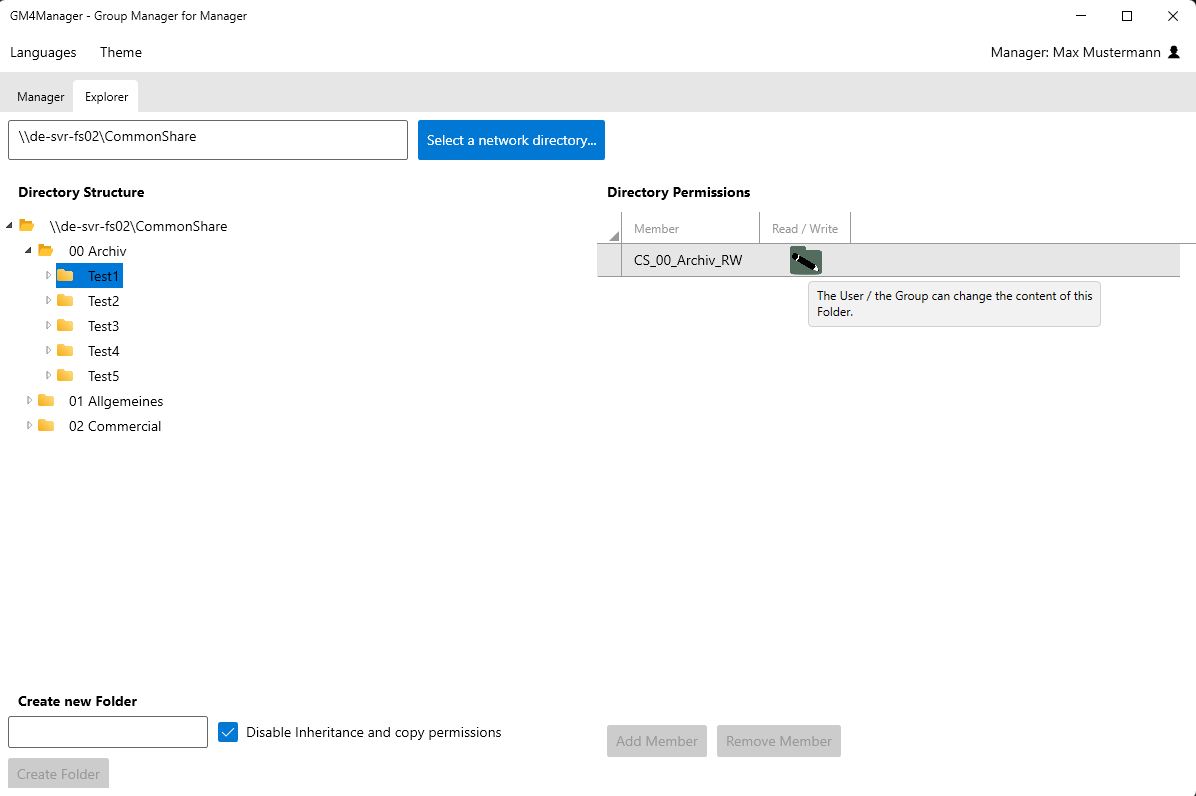 GM4Manager - Group Manager for Manager
Languages Theme Manager: Max Mustermann
Manager Explorer
\\de-svr-fs02\CommonShare Select a network directory...
Directory Structure
\\de-svr-fs02\CommonShare
00 Archiv
Test1
Test2
Test3
Test4
Test5
01 Allgemeines
02 Commercial
Directory Permissions
Member Read / Write
CS_00_Archiv_RW
The User / the Group can change the content of this
Folder.
Create new Folder
Disable Inheritance and copy permissions
Create Folder
Add Member Remove Member